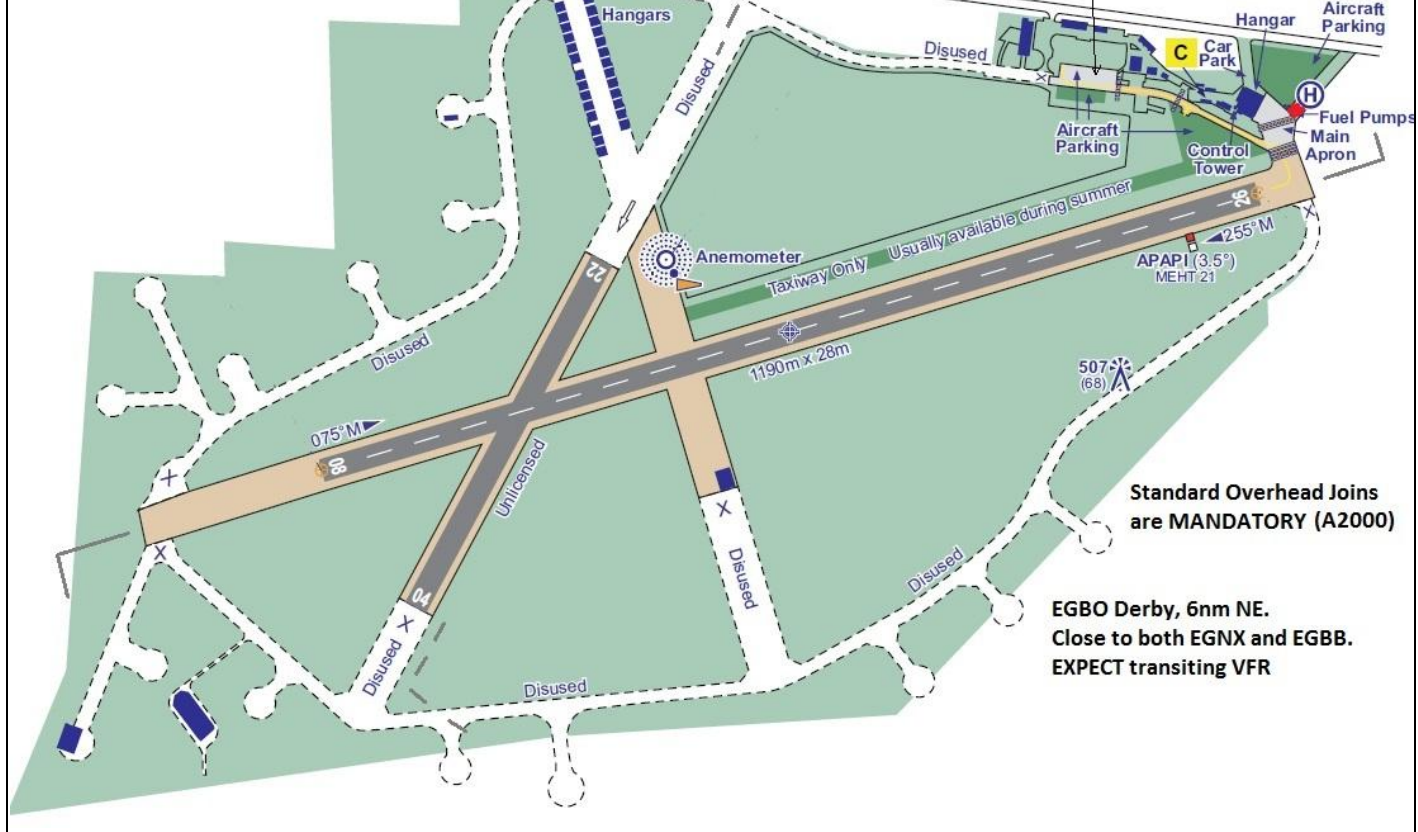 Hangars
Disused
Disused
C
Car
Park
Hangar
Aircraft
Parking
H
Fuel Pumps
Main
Apron
Aircraft
Parking
Control
Tower
26
255°M
APAPI (3.5°)
MEHT 21
Taxiway Only Usually available during summer
Anemometer
22
1190m x 28m
507
(68)
Disused
075°M
08
Unlicensed
X
X
X
X
X
X
04
Disused
Disused
Disused
Disused
Standard Overhead Joins
are MANDATORY (A2000)
EGBO Derby, 6nm NE.
Close to both EGNX and EGBB.
EXPECT transiting VFR